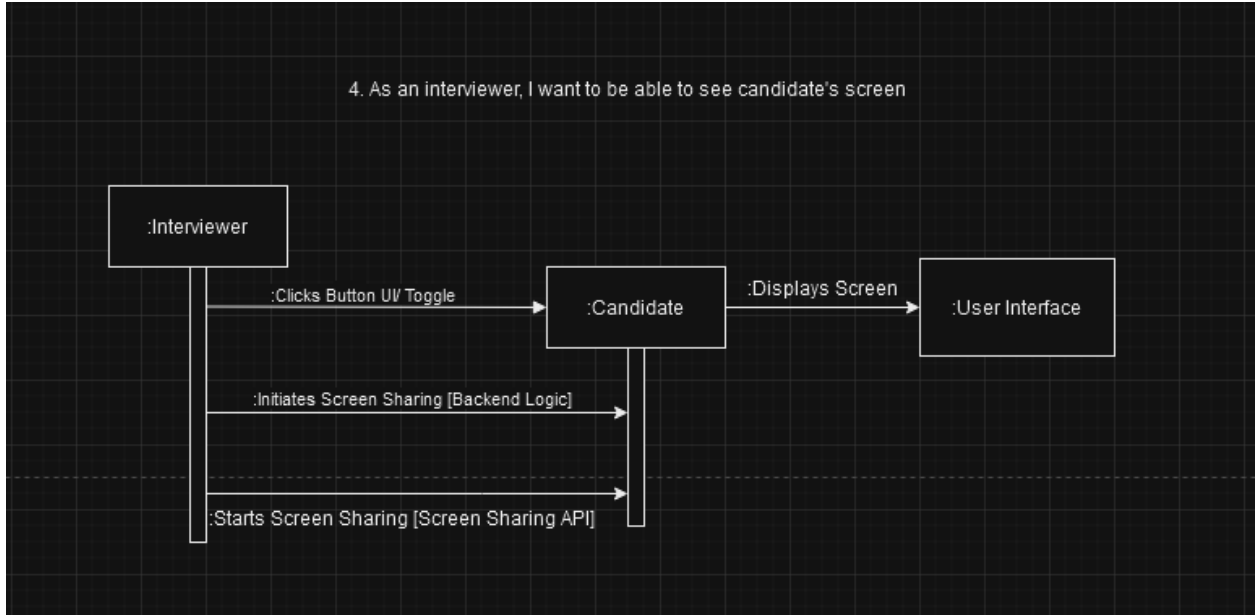 4. As an interviewer, I want to be able to see candidate's screen
:Interviewer
:Clicks Button UI/ Toggle
:Candidate
:Displays Screen
:User Interface
:Initiates Screen Sharing [Backend Logic]
:Starts Screen Sharing [Screen Sharing API]